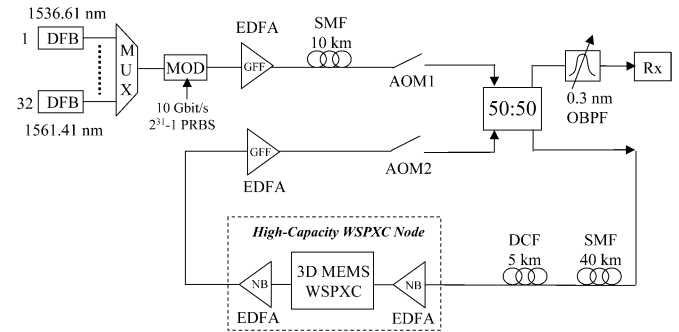 1536.61 nm
1 DFB
32 DFB
1561.41 nm
MUX
MOD
10 Gbit/s
2³¹-1 PRBS
EDFA
GFF
SMF
10 km
AOM1
50:50
0.3 nm
OBPF
Rx
GFF
EDFA
AOM2
High-Capacity WSPXC Node
NB
EDFA
3D MEMS
WSPXC
NB
EDFA
DCF
5 km
SMF
40 km